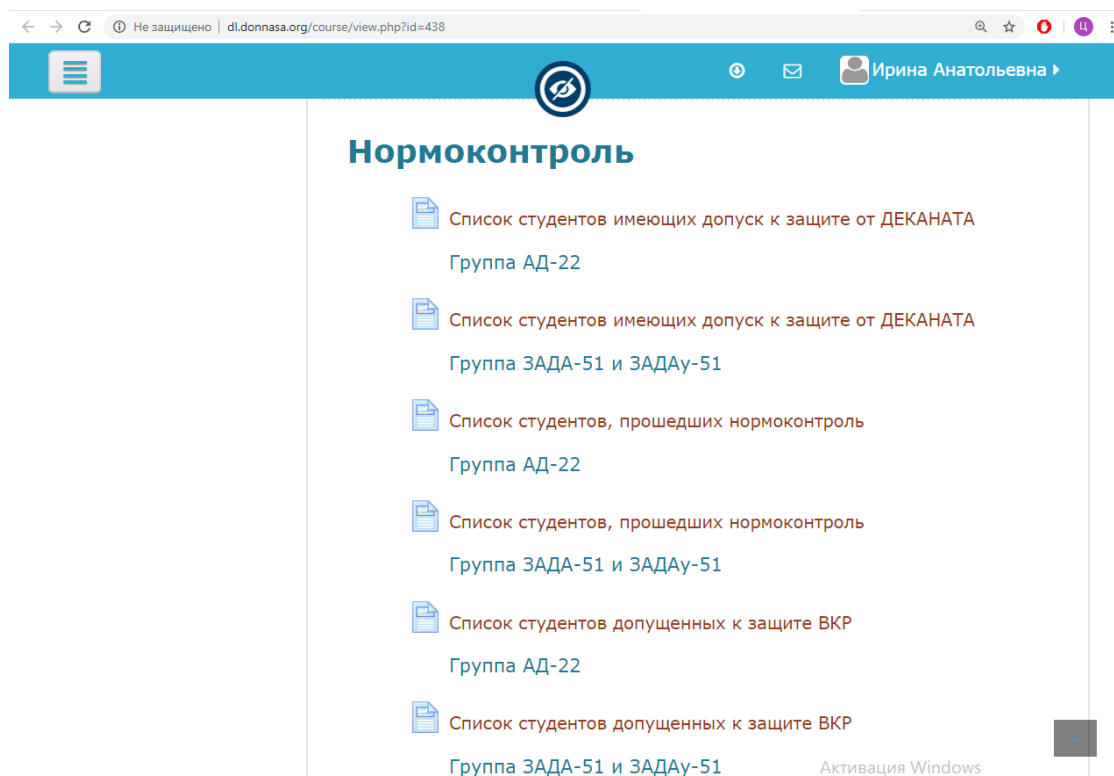 Не защищено | dl.donnasa.org/course/view.php?id=438
Ц
Ирина Анатольевна
Нормоконтроль
Список студентов имеющих допуск к защите от ДЕКАНАТА
Группа АД-22
Список студентов имеющих допуск к защите от ДЕКАНАТА
Группа ЗАДА-51 и ЗАДАу-51
Список студентов, прошедших нормоконтроль
Группа АД-22
Список студентов, прошедших нормоконтроль
Группа ЗАДА-51 и ЗАДАу-51
Список студентов допущенных к защите ВКР
Группа АД-22
Список студентов допущенных к защите ВКР
Группа ЗАДА-51 и ЗАДАу-51
Активация Windows